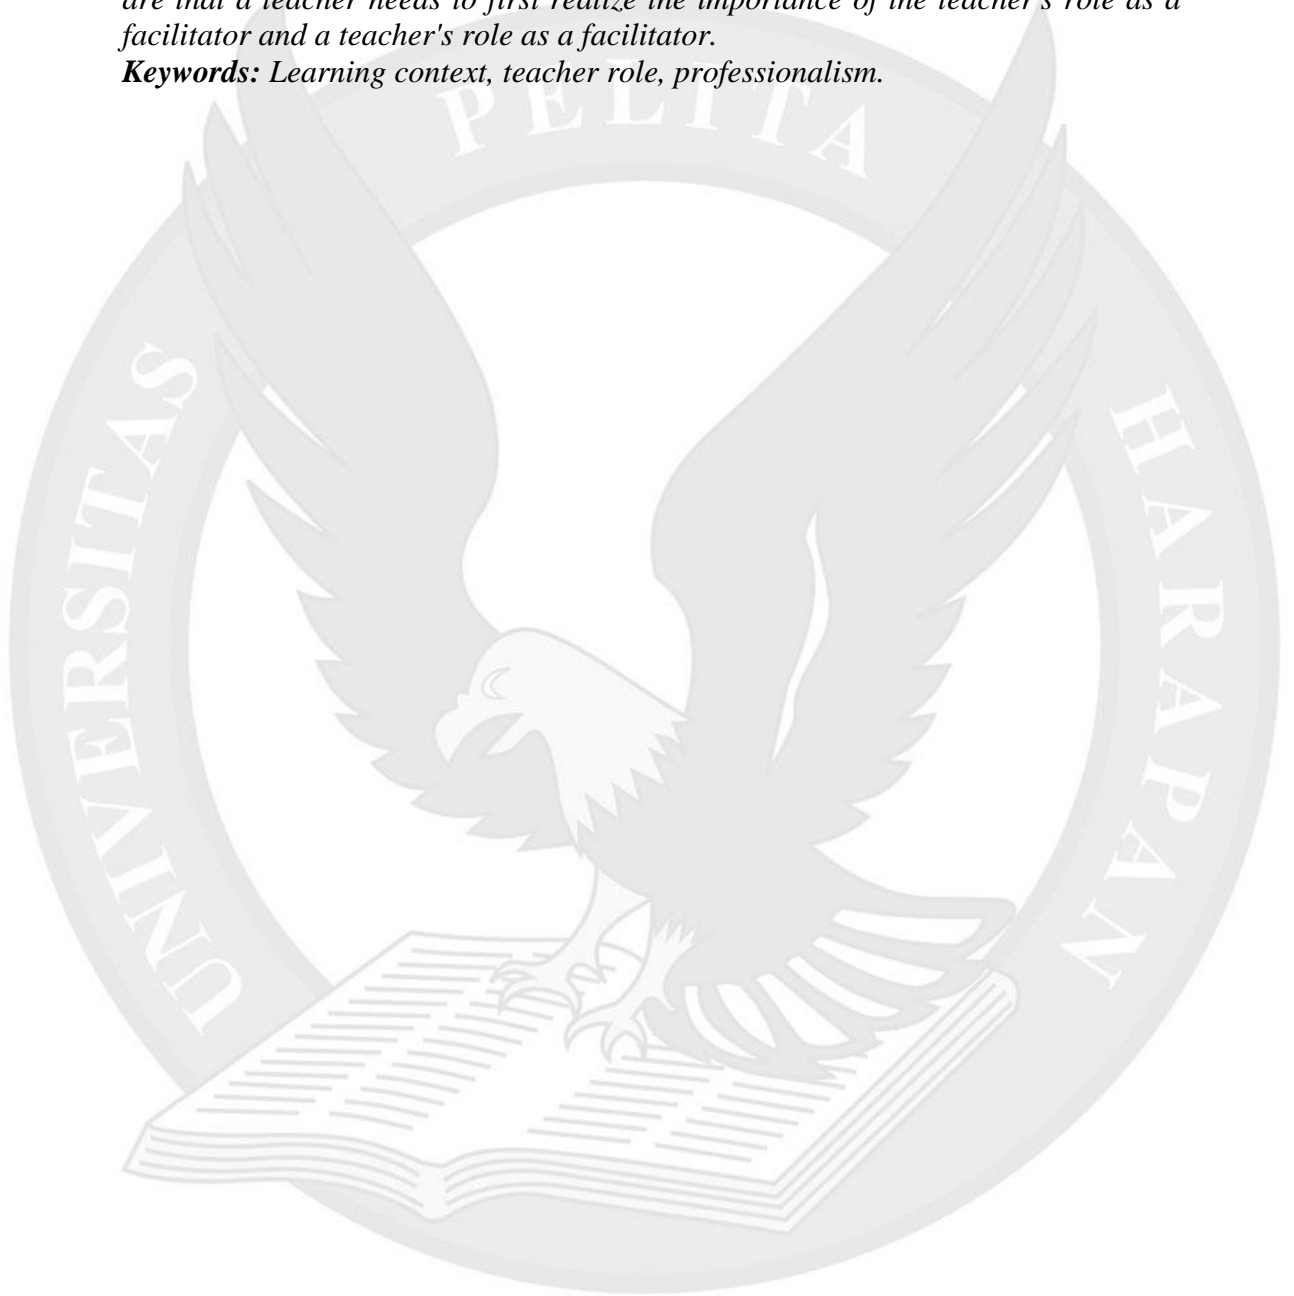 are that a teacher needs to first realize the importance of the teacher's role as a
facilitator and a teacher's role as a facilitator.
Keywords: Learning context, teacher role, professionalism.
UNIVERSITAS PELITA HARAPAN